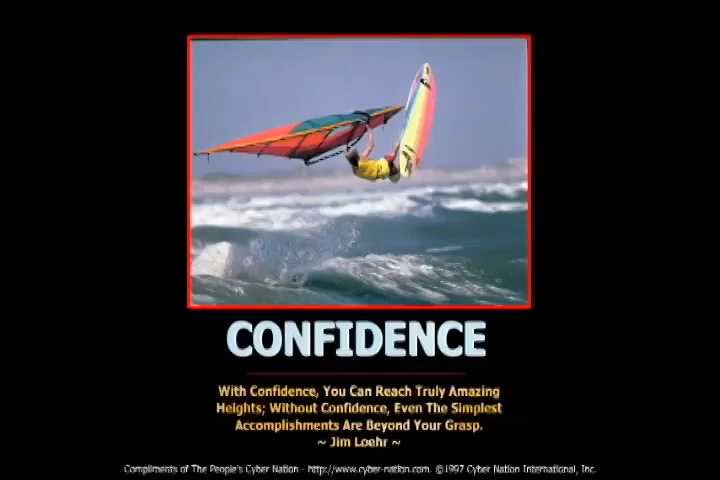 CONFIDENCE
With Confidence, You Can Reach Truly Amazing
Heights; Without Confidence, Even The Simplest
Accomplishments Are Beyond Your Grasp.
~ Jim Loehr ~
Compliments of The People's Cyber Nation - http://www.cyber-nation.com. ©1997 Cyber Nation International, Inc.